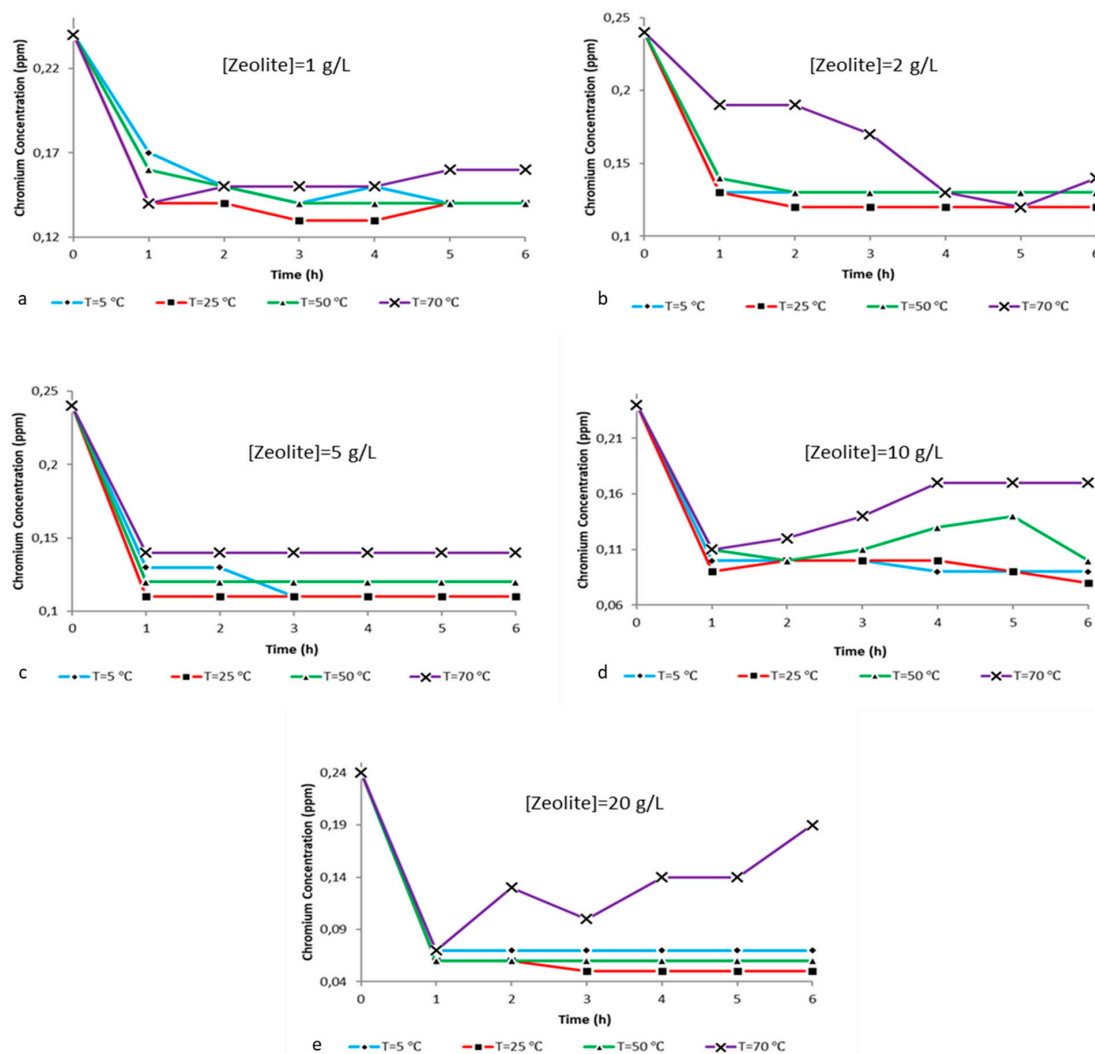 [Zeolite]=1 g/L
Chromium Concentration (ppm)
0,22
0,17
0,12
0 1 2 3 4 5 6
Time (h)
a T=5 °C T=25 °C T=50 °C T=70 °C
[Zeolite]=2 g/L
Chromium Concentration (ppm)
0,25
0,2
0,15
0,1
0 1 2 3 4 5 6
Time (h)
b T=5 °C T=25 °C T=50 °C T=70 °C
[Zeolite]=5 g/L
Chromium Concentration (ppm)
0,25
0,2
0,15
0,1
0 1 2 3 4 5 6
Time (h)
c T=5 °C T=25 °C T=50 °C T=70 °C
[Zeolite]=10 g/L
Chromium Concentration (ppm)
0,21
0,16
0,11
0,06
0 1 2 3 4 5 6
Time (h)
d T=5 °C T=25 °C T=50 °C T=70 °C
[Zeolite]=20 g/L
Chromium Concentration (ppm)
0,24
0,19
0,14
0,09
0,04
0 1 2 3 4 5 6
Time (h)
e T=5 °C T=25 °C T=50 °C T=70 °C